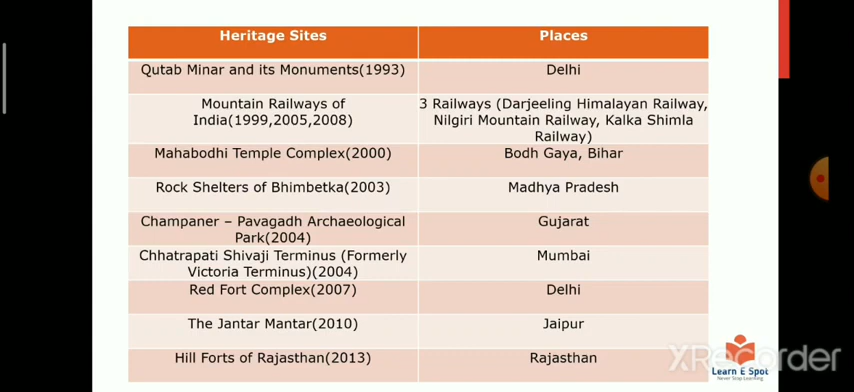 Heritage Sites Places
Qutab Minar and its Monuments(1993) Delhi
Mountain Railways of
India(1999,2005,2008)
3 Railways (Darjeeling Himalayan Railway,
Nilgiri Mountain Railway, Kalka Shimla
Railway)
Mahabodhi Temple Complex(2000) Bodh Gaya, Bihar
Rock Shelters of Bhimbetka(2003) Madhya Pradesh
Champaner – Pavagadh Archaeological
Park(2004)
Gujarat
Chhatrapati Shivaji Terminus (Formerly
Victoria Terminus)(2004)
Mumbai
Red Fort Complex(2007) Delhi
The Jantar Mantar(2010) Jaipur
Hill Forts of Rajasthan(2013) Rajasthan
XRecorder
Learn E Spot
Never Stop Learning